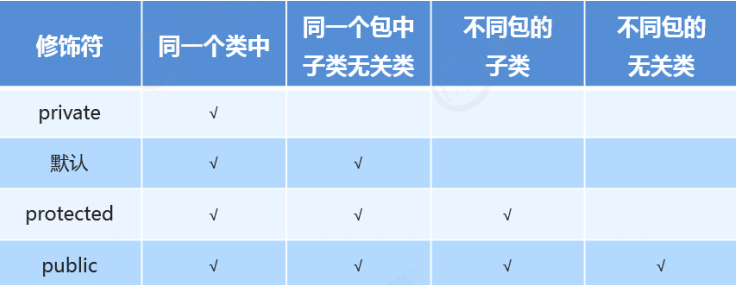 修饰符 同一个类中 同一个包中 不同包的 不同包的
子类无关类 子类 无关类
private √
默认 √ √
protected √ √ √
public √ √ √ √